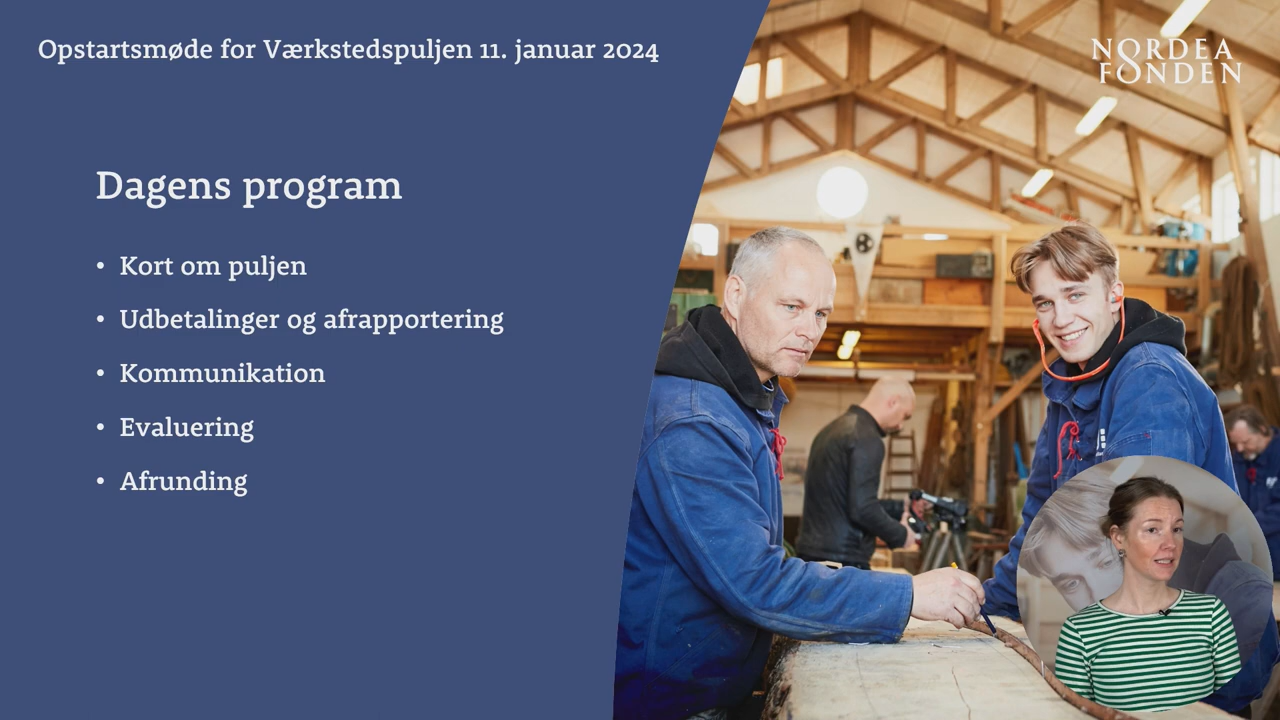 Opstartsmøde for Værkstedspuljen 11. januar 2024
NORDEA
FONDEN
Dagens program
• Kort om puljen
• Udbetalinger og afrapportering
• Kommunikation
• Evaluering
• Afrunding